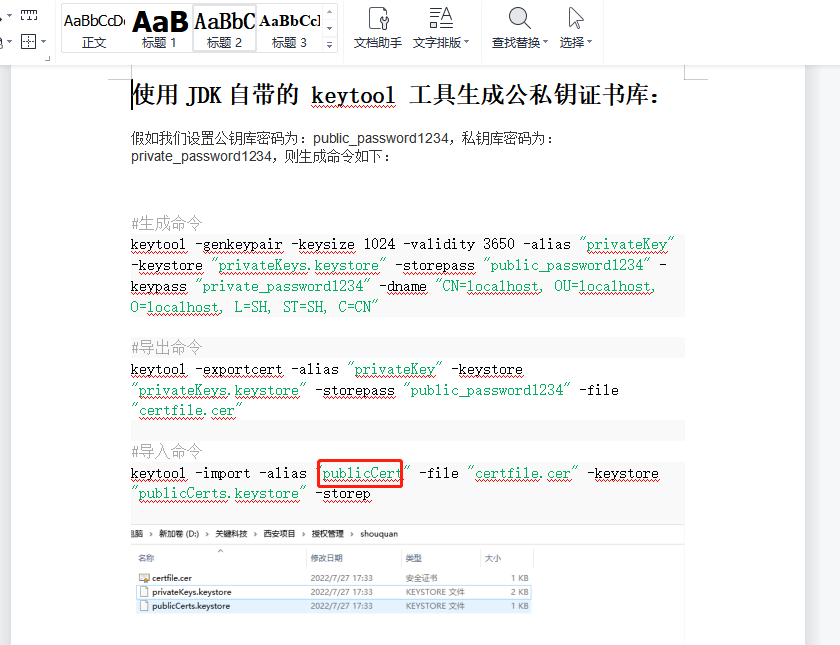 AaBbCcDc AaB AaBbC AaBbCcl
正文 标题 1 标题 2 标题 3 文档助手 文字排版 查找替换 选择
使用 JDK 自带的 keytool 工具生成公私钥证书库：
假如我们设置公钥库密码为：public_password1234，私钥库密码为：
private_password1234，则生成命令如下：
#生成命令
keytool -genkeypair -keysize 1024 -validity 3650 -alias "privateKey"
-keystore "privateKeys.keystore" -storepass "public_password1234" -
keypass "private_password1234" -dname "CN=localhost, OU=localhost,
O=localhost, L=SH, ST=SH, C=CN"
#导出命令
keytool -exportcert -alias "privateKey" -keystore
"privateKeys.keystore" -storepass "public_password1234" -file
"certfile.cer"
#导入命令
keytool -import -alias "publicCert" -file "certfile.cer" -keystore
"publicCerts.keystore" -storep
电脑 › 新加卷 (D:) › 关键科技 › 西安项目 › 授权管理 › shouquan
名称 修改日期 类型 大小
certfile.cer 2022/7/27 17:33 安全证书 1 KB
privateKeys.keystore 2022/7/27 17:33 KEYSTORE 文件 2 KB
publicCerts.keystore 2022/7/27 17:33 KEYSTORE 文件 1 KB